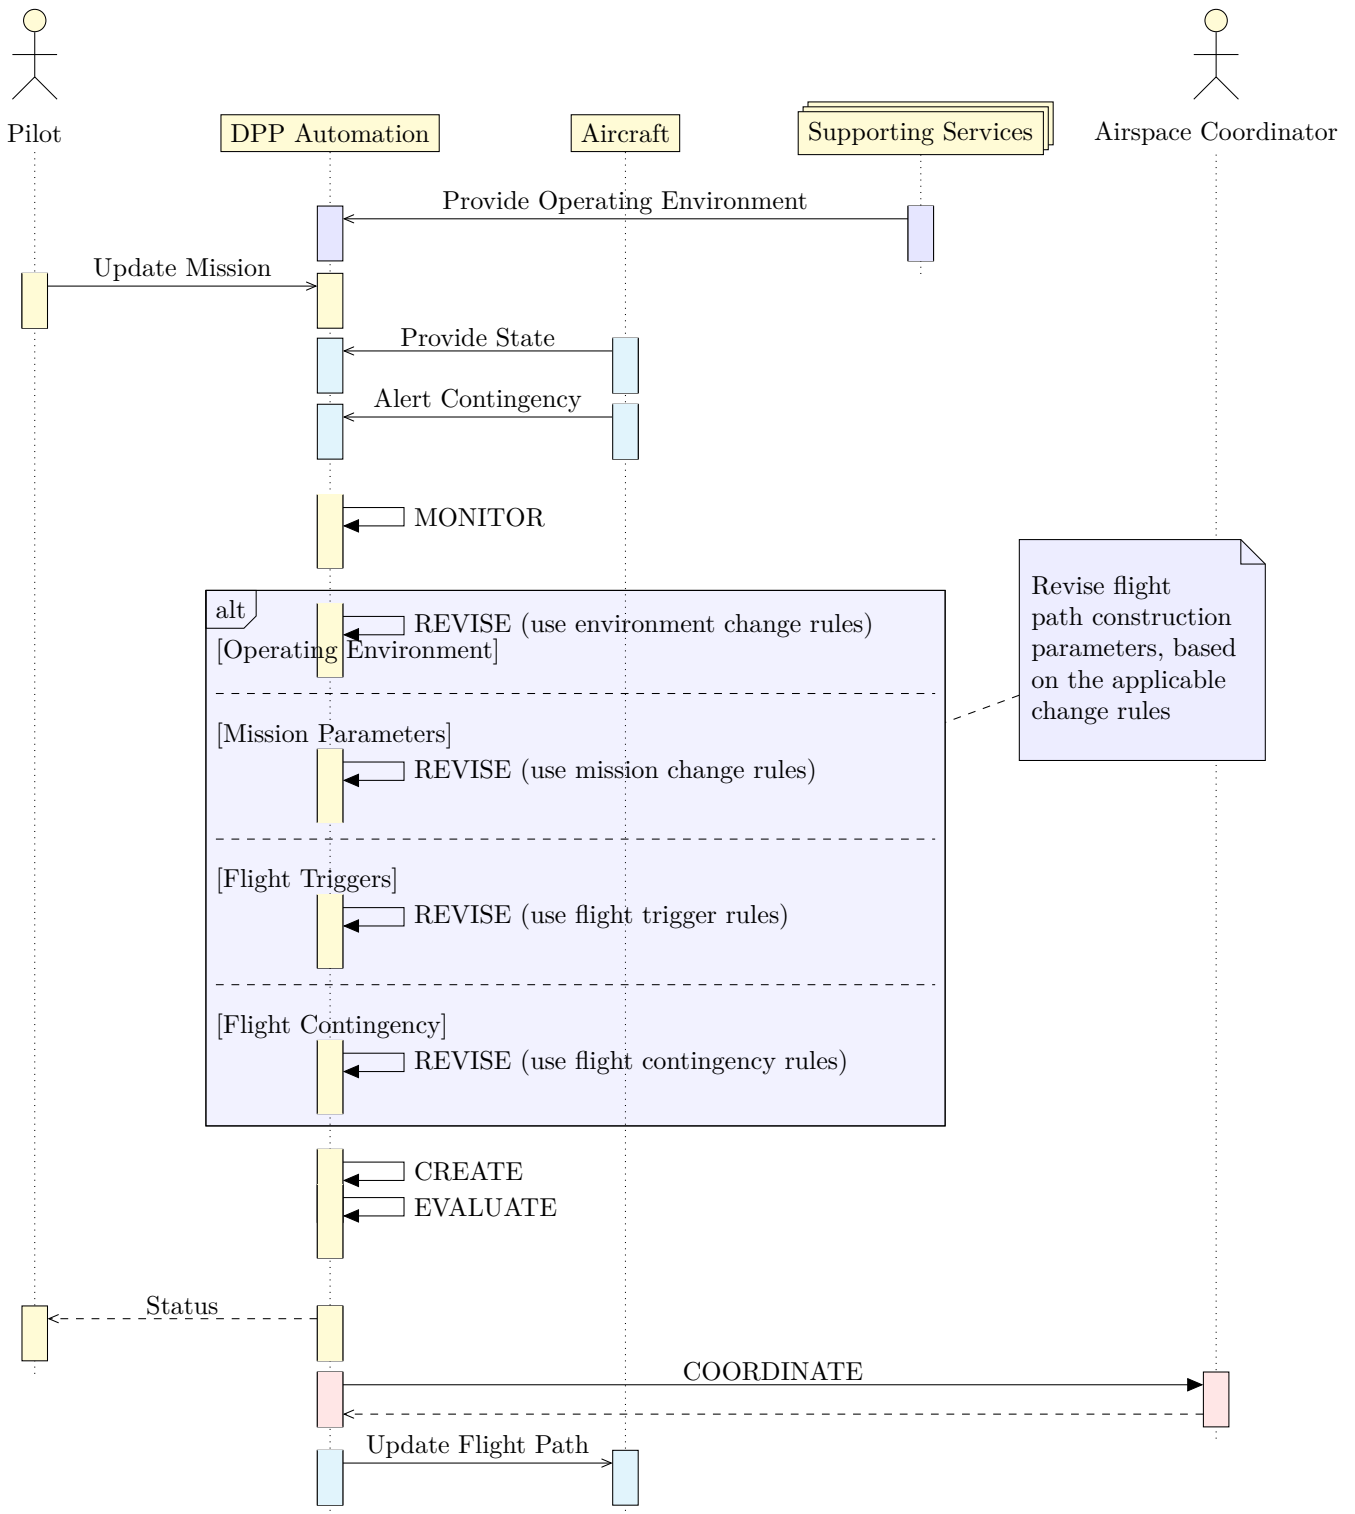 Pilot
DPP Automation
Aircraft
Supporting Services
Airspace Coordinator
Provide Operating Environment
Update Mission
Provide State
Alert Contingency
MONITOR
alt
REVISE (use environment change rules)
[Operating Environment]
Revise flight
path construction
parameters, based
on the applicable
change rules
[Mission Parameters]
REVISE (use mission change rules)
[Flight Triggers]
REVISE (use flight trigger rules)
[Flight Contingency]
REVISE (use flight contingency rules)
CREATE
EVALUATE
Status
COORDINATE
Update Flight Path